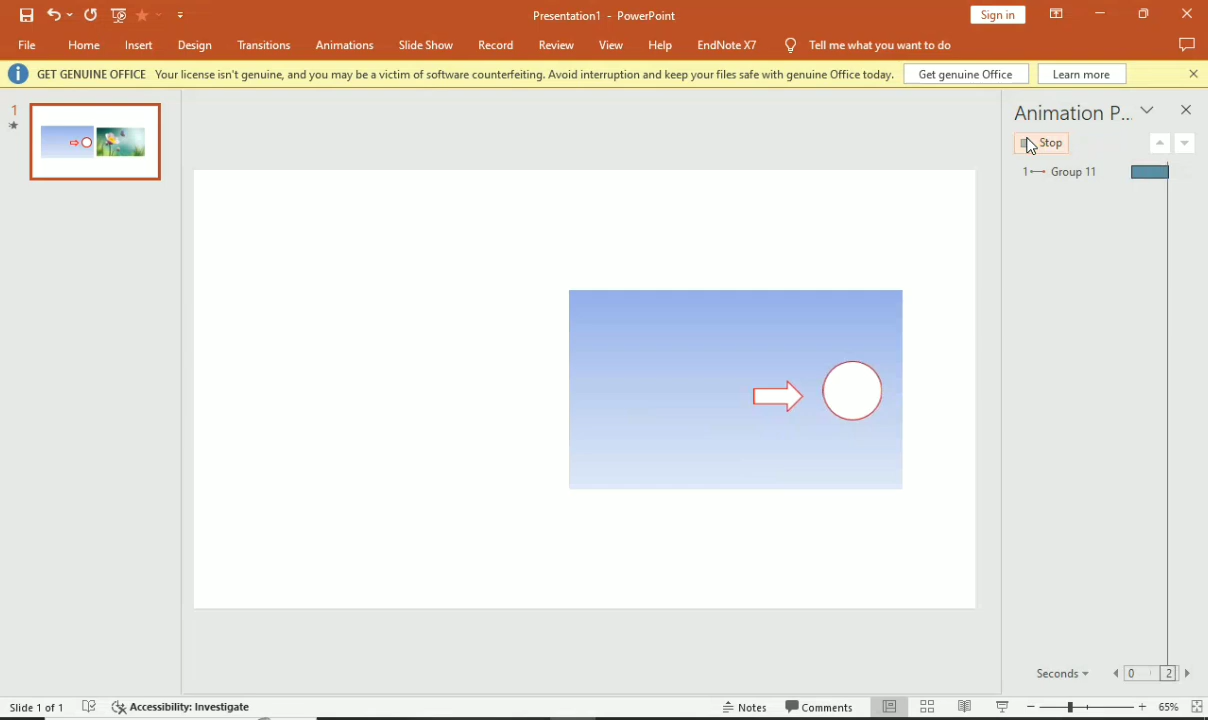 Presentation1 - PowerPoint
Sign in
File Home Insert Design Transitions Animations Slide Show Record Review View Help EndNote X7 Tell me what you want to do
GET GENUINE OFFICE Your license isn't genuine, and you may be a victim of software counterfeiting. Avoid interruption and keep your files safe with genuine Office today. Get genuine Office Learn more
1
Animation P...
Stop
1 Group 11
Seconds 0 2
Slide 1 of 1 Accessibility: Investigate Notes Comments 65%